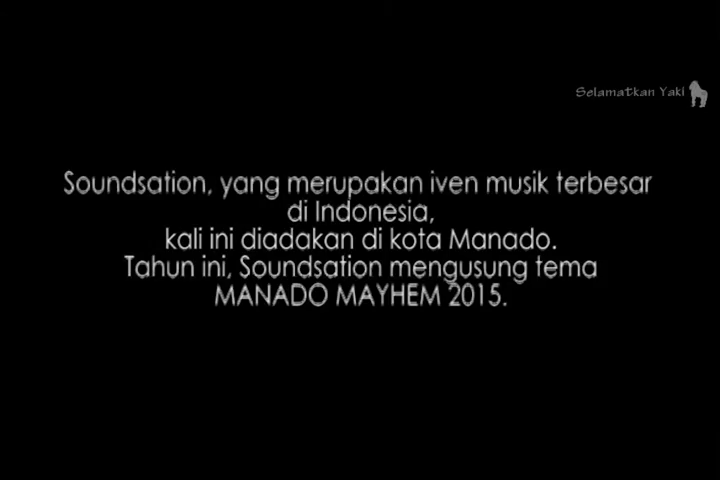 Selamatkan Yaki
Soundsation, yang merupakan iven musik terbesar
di Indonesia,
kali ini diadakan di kota Manado.
Tahun ini, Soundsation mengusung tema
MANADO MAYHEM 2015.